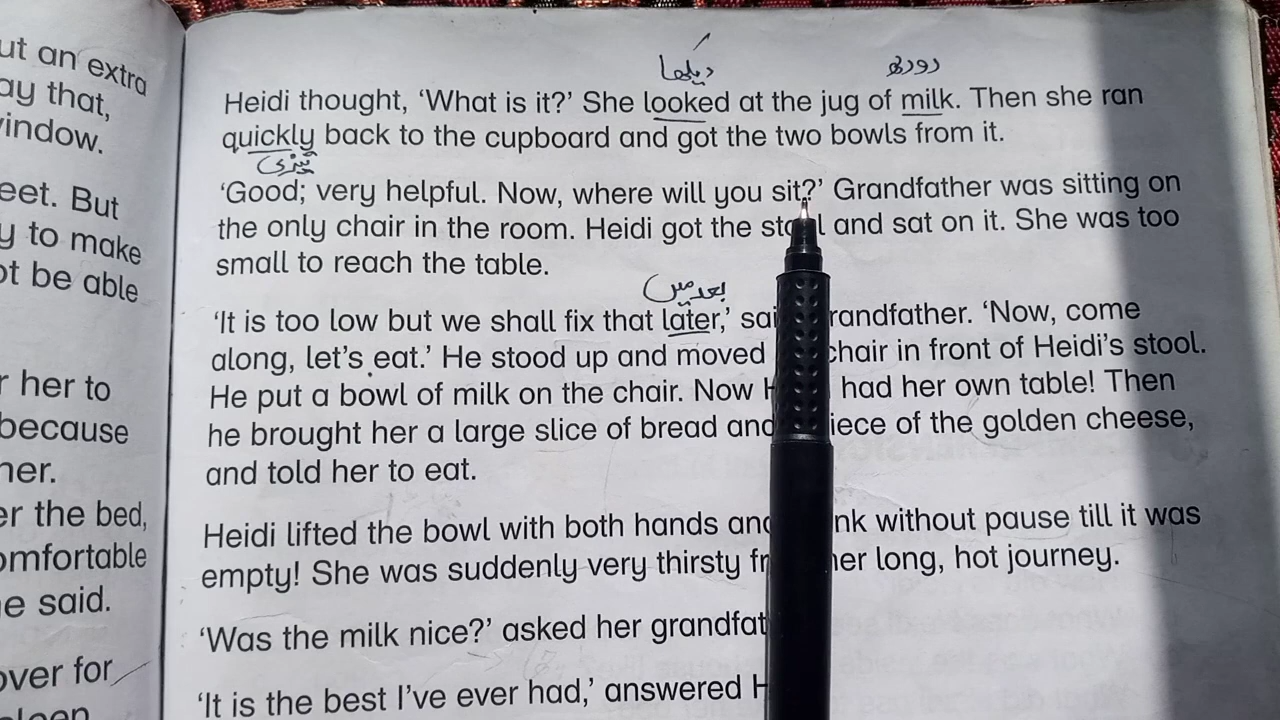 ut an extra
ay that,
indow.
eet. But
y to make
ot be able
r her to
because
her.
er the bed,
omfortable
e said.
over for
دیکھا دودھ
Heidi thought, ‘What is it?’ She looked at the jug of milk. Then she ran
quickly back to the cupboard and got the two bowls from it.
تیزی
‘Good; very helpful. Now, where will you sit?’ Grandfather was sitting on
the only chair in the room. Heidi got the st l and sat on it. She was too
small to reach the table.
بعد میں
‘It is too low but we shall fix that later,’ sai randfather. ‘Now, come
along, let’s eat.’ He stood up and moved chair in front of Heidi’s stool.
He put a bowl of milk on the chair. Now H had her own table! Then
he brought her a large slice of bread and iece of the golden cheese,
and told her to eat.
Heidi lifted the bowl with both hands and nk without pause till it was
empty! She was suddenly very thirsty fr her long, hot journey.
‘Was the milk nice?’ asked her grandfat
‘It is the best I’ve ever had,’ answered H